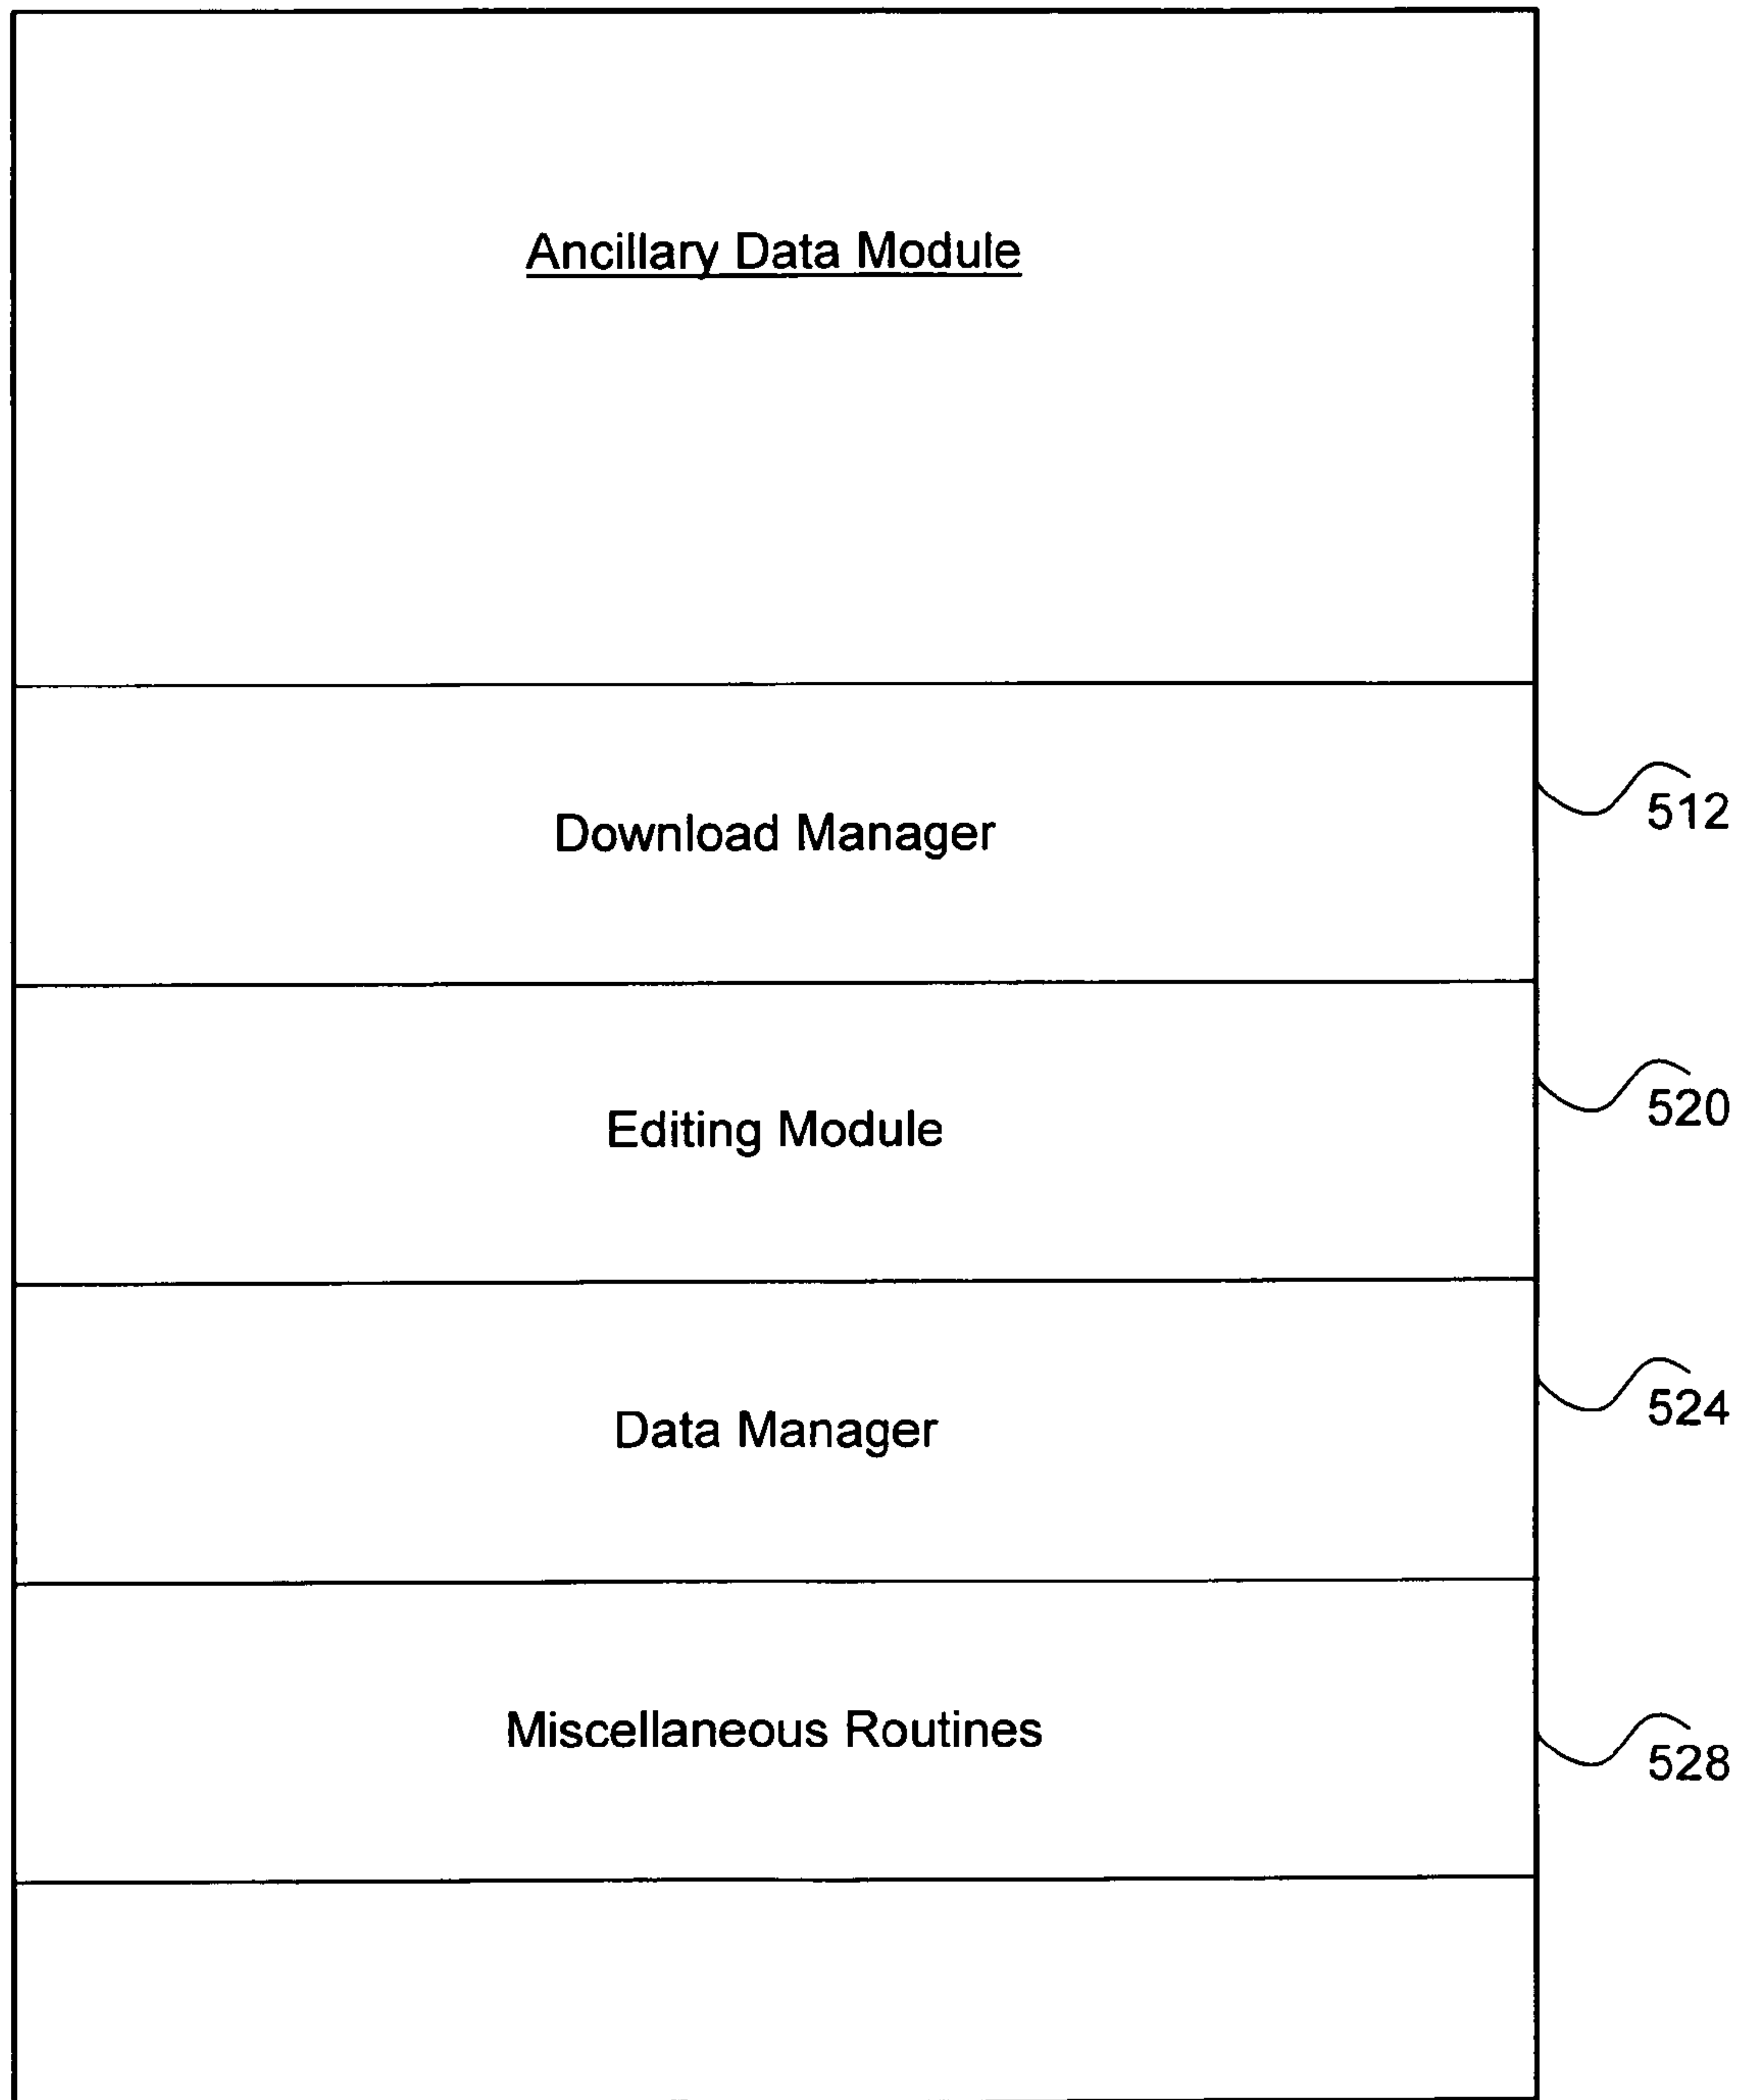 Ancillary Data Module
Download Manager
512
Editing Module
520
Data Manager
524
Miscellaneous Routines
528